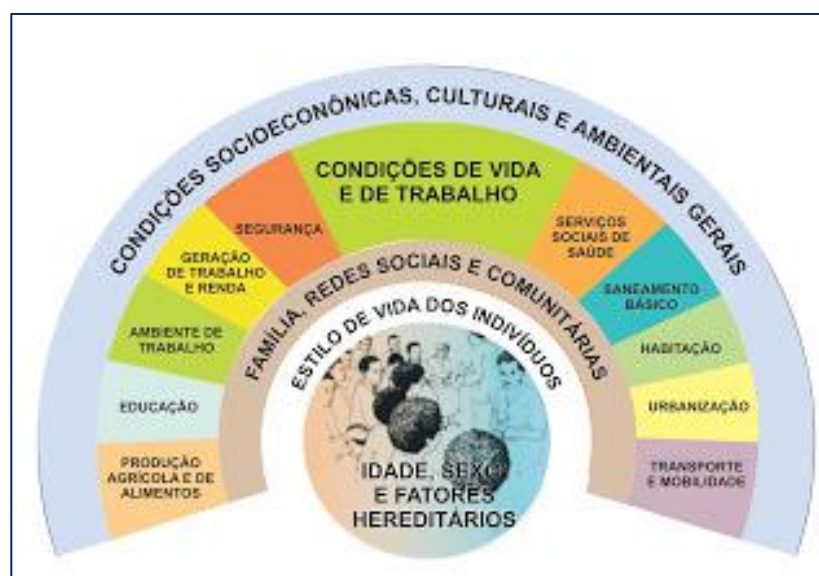 CONDIÇÕES SOCIOECONÔNICAS, CULTURAIS E AMBIENTAIS GERAIS
CONDIÇÕES DE VIDA
E DE TRABALHO
SEGURANÇA
GERAÇÃO
DE TRABALHO
E RENDA
AMBIENTE DE
TRABALHO
EDUCAÇÃO
PRODUÇÃO
AGRÍCOLA E DE
ALIMENTOS
SERVIÇOS
SOCIAIS DE
SAÚDE
SANEAMENTO
BÁSICO
HABITAÇÃO
URBANIZAÇÃO
TRANSPORTE
E MOBILIDADE
FAMÍLIA, REDES SOCIAIS E COMUNITÁRIAS
ESTILO DE VIDA DOS INDIVÍDUOS
IDADE, SEXO
E FATORES
HEREDITÁRIOS